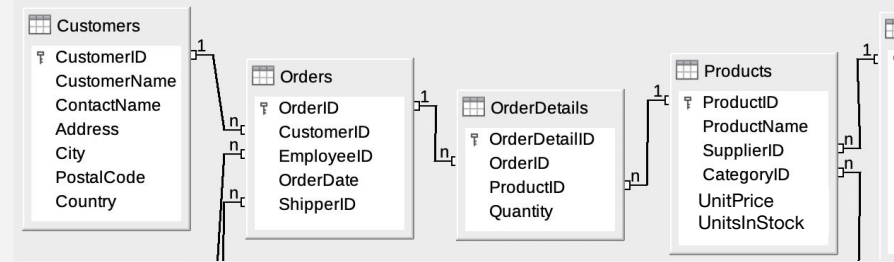 Customers
CustomerID
CustomerName
ContactName
Address
City
PostalCode
Country
1
n
n
n
Orders
OrderID
CustomerID
EmployeeID
OrderDate
ShipperID
1
n
OrderDetails
OrderDetailID
OrderID
ProductID
Quantity
1
n
Products
ProductID
ProductName
SupplierID
CategoryID
UnitPrice
UnitsInStock
1
n
n